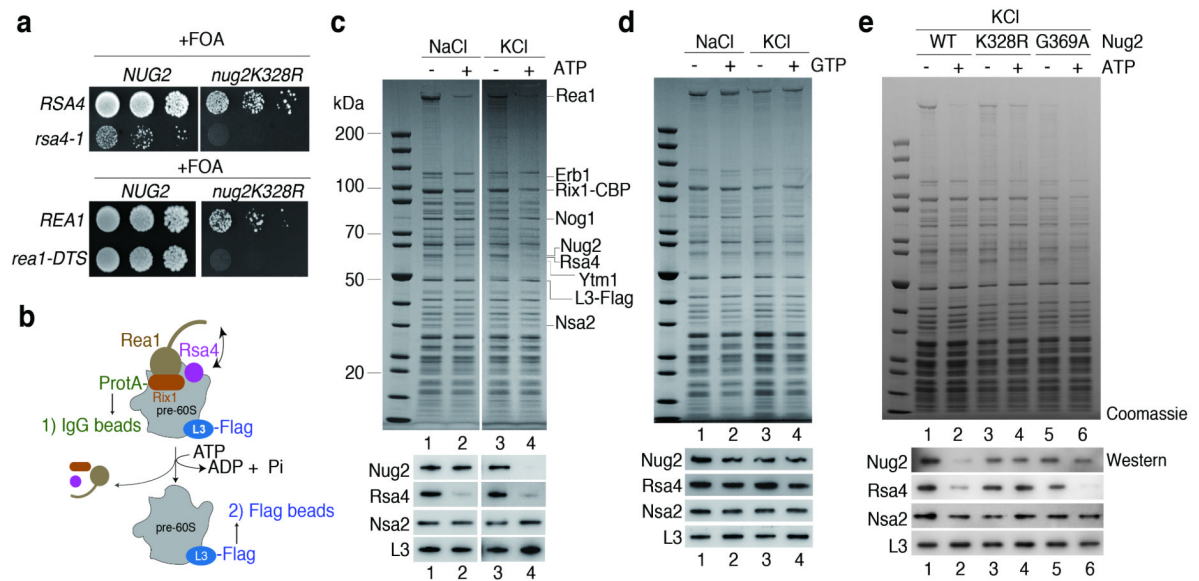 a
+FOA
NUG2 nug2K328R
RSA4
rsa4-1
+FOA
NUG2 nug2K328R
REA1
rea1-DTS
b
Rea1
Rsa4
ProtA-
Rix1
pre-60S
1) IgG beads
L3 -Flag
ATP
ADP + Pi
2) Flag beads
pre-60S
L3 -Flag
c
NaCl KCl
- + - + ATP
kDa
200
100
70
50
20
Rea1
Erb1
Rix1-CBP
Nog1
Nug2
Rsa4
Ytm1
L3-Flag
Nsa2
1 2 3 4
Nug2
Rsa4
Nsa2
L3
1 2 3 4
d
NaCl KCl
- + - + GTP
1 2 3 4
Nug2
Rsa4
Nsa2
L3
1 2 3 4
e
KCl
WT K328R G369A Nug2
- + - + - + ATP
Coomassie
1 2 3 4 5 6
Nug2 Western
Rsa4
Nsa2
L3
1 2 3 4 5 6